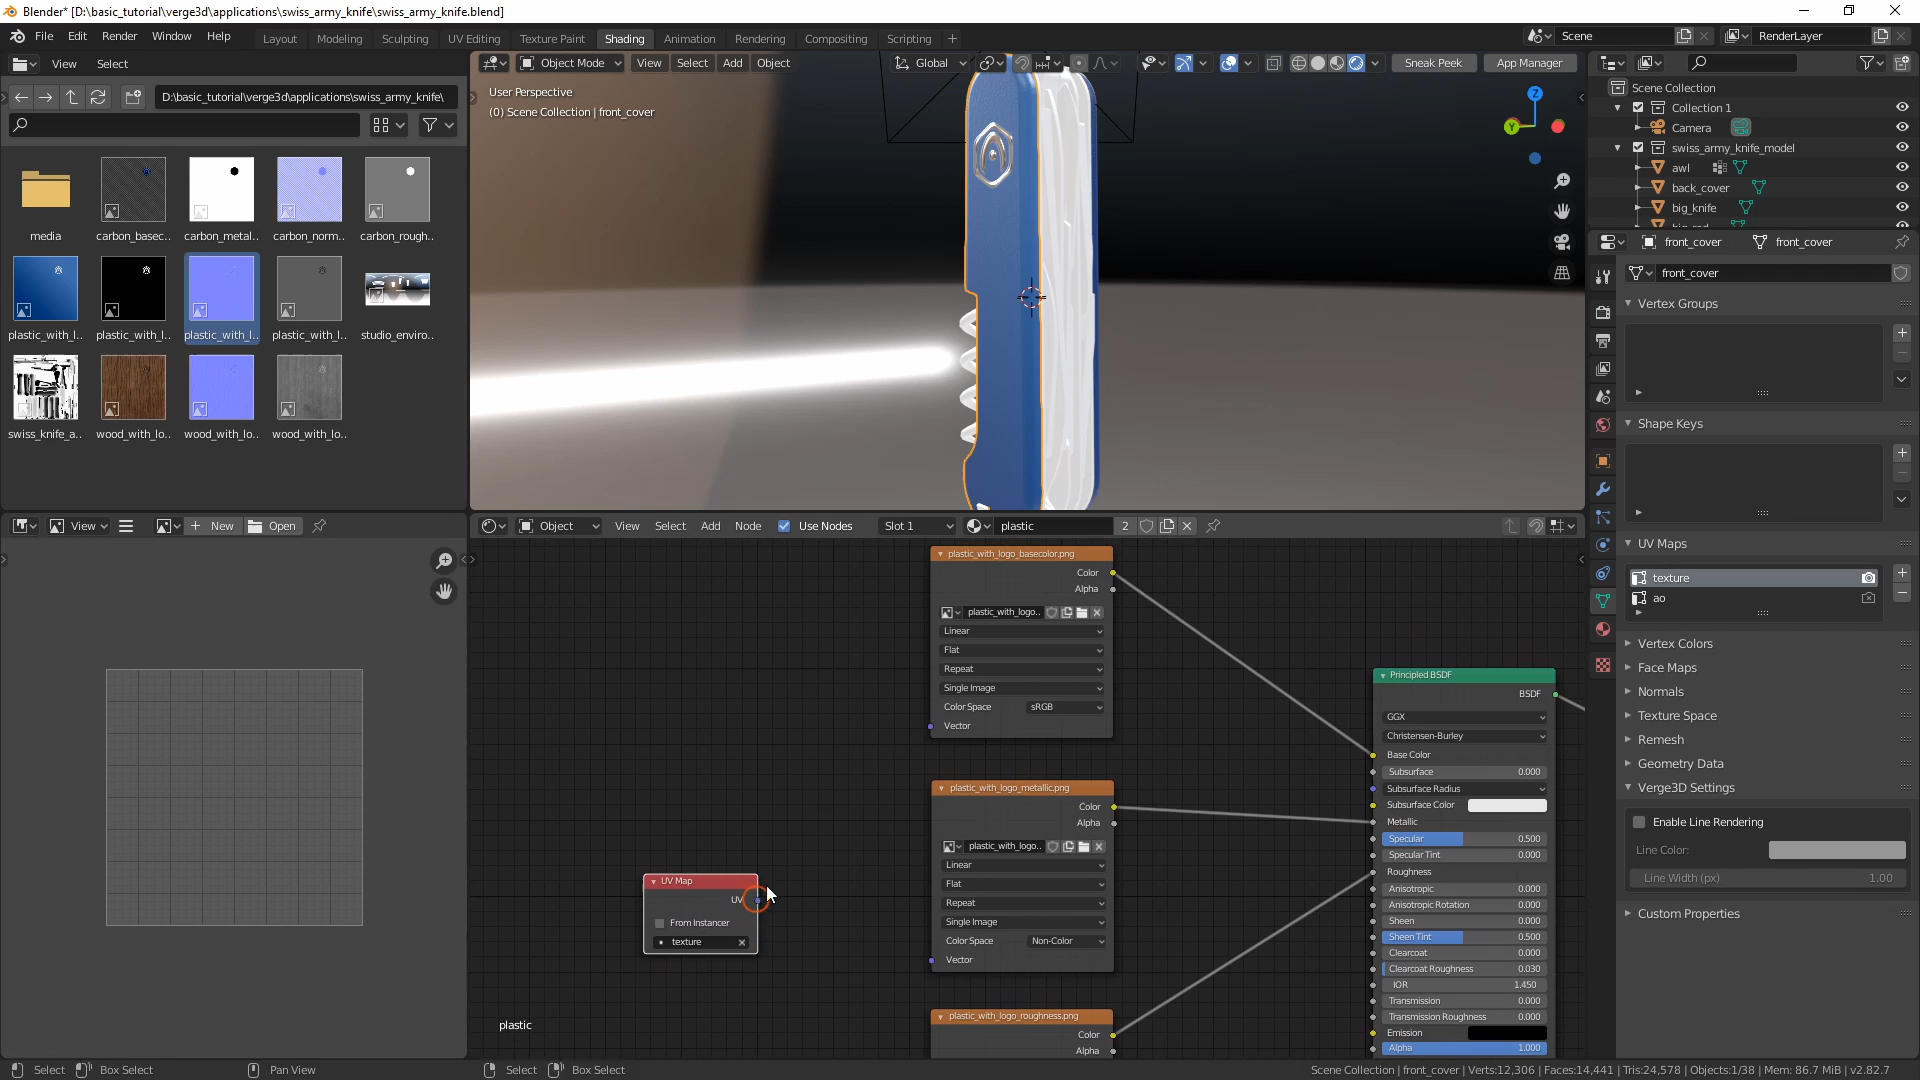 Blender* [D:\basic_tutorial\verge3d\applications\swiss_army_knife\swiss_army_knife.blend]
File Edit Render Window Help
Layout Modeling Sculpting UV Editing Texture Paint Shading Animation Rendering Compositing Scripting +
Scene
RenderLayer
View Select
Object Mode View Select Add Object
Global
Sneak Peek
App Manager
D:\basic_tutorial\verge3d\applications\swiss_army_knife\
User Perspective
(0) Scene Collection | front_cover
Z
Y
Scene Collection
Collection 1
Camera
swiss_army_knife_model
awl
back_cover
big_knife
media carbon_basec.. carbon_metal.. carbon_norm.. carbon_rough..
plastic_with_l.. plastic_with_l.. plastic_with_l.. plastic_with_l.. studio_enviro..
swiss_knife_a.. wood_with_lo.. wood_with_lo.. wood_with_lo..
front_cover front_cover
front_cover
Vertex Groups
Shape Keys
UV Maps
texture
ao
Vertex Colors
Face Maps
Normals
Texture Space
Remesh
Geometry Data
Verge3D Settings
Enable Line Rendering
Line Color:
Line Width (px) 1.00
Custom Properties
View New Open
Object View Select Add Node Use Nodes Slot 1 plastic 2
plastic_with_logo_basecolor.png
Color
Alpha
plastic_with_logo..
Linear
Flat
Repeat
Single Image
Color Space sRGB
Vector
plastic_with_logo_metallic.png
Color
Alpha
plastic_with_logo..
Linear
Flat
Repeat
Single Image
Color Space Non-Color
Vector
plastic_with_logo_roughness.png
Color
Alpha
UV Map
UV
From Instancer
texture
plastic
Principled BSDF
BSDF
GGX
Christensen-Burley
Base Color
Subsurface 0.000
Subsurface Radius
Subsurface Color
Metallic
Specular 0.500
Specular Tint 0.000
Roughness
Anisotropic 0.000
Anisotropic Rotation 0.000
Sheen 0.000
Sheen Tint 0.500
Clearcoat 0.000
Clearcoat Roughness 0.030
IOR 1.450
Transmission 0.000
Transmission Roughness 0.000
Emission
Alpha 1.000
Select Box Select Pan View Select Box Select
Scene Collection | front_cover | Verts:12,306 | Faces:14,441 | Tris:24,578 | Objects:1/38 | Mem: 86.7 MiB | v2.82.7